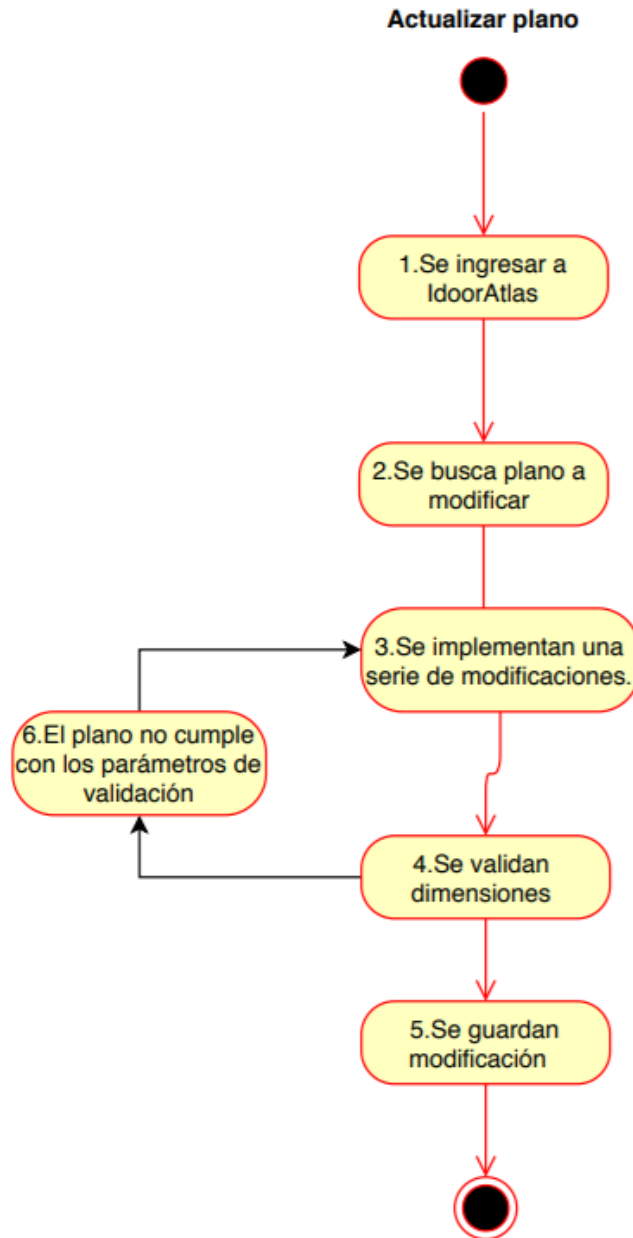 Actualizar plano
1.Se ingresar a
IdoorAtlas
2.Se busca plano a
modificar
3.Se implementan una
serie de modificaciones.
6.El plano no cumple
con los parámetros de
validación
4.Se validan
dimensiones
5.Se guardan
modificación